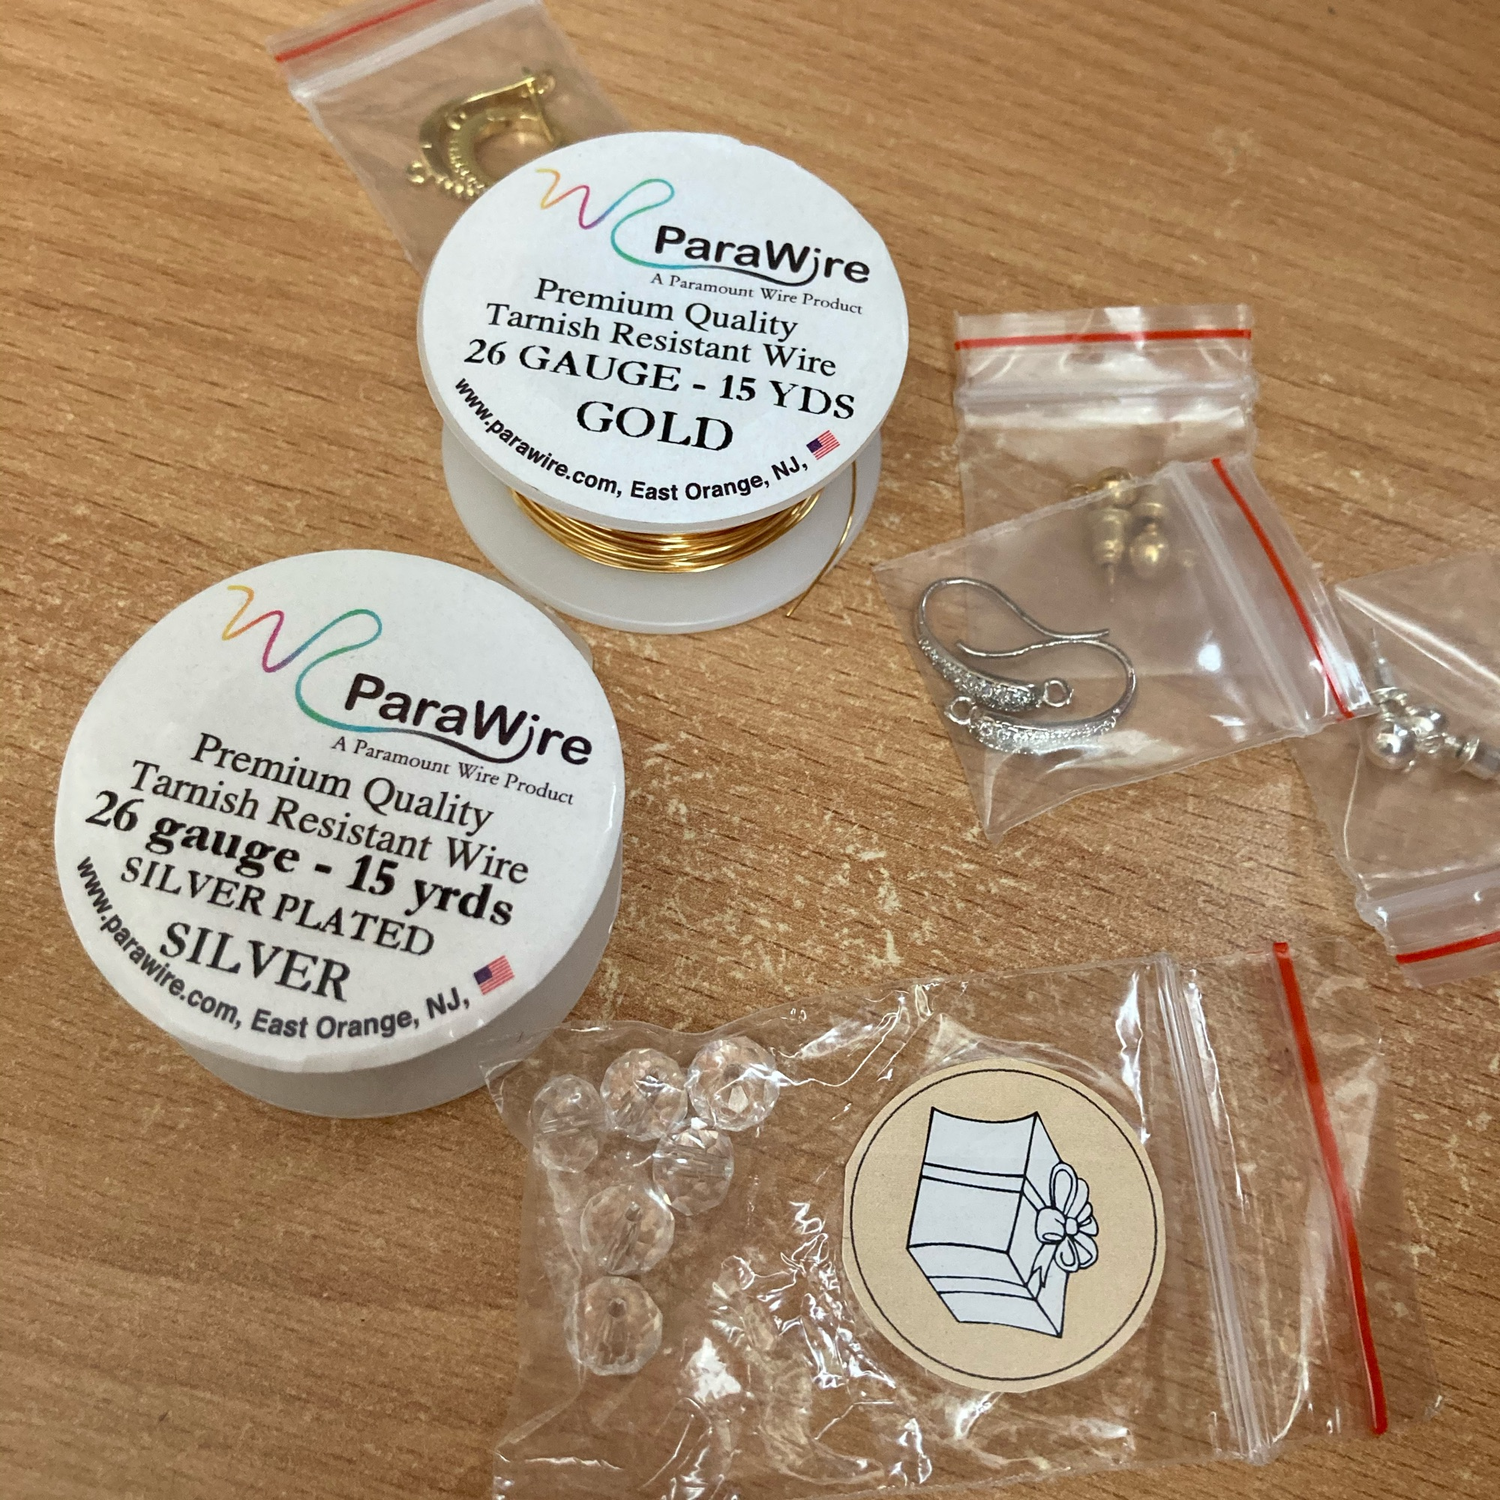 ParaWire
A Paramount Wire Product
Premium Quality
Tarnish Resistant Wire
26 GAUGE - 15 YDS
GOLD
www.parawire.com, East Orange, NJ,
ParaWire
A Paramount Wire Product
Premium Quality
Tarnish Resistant Wire
26 gauge - 15 yrds
SILVER PLATED
SILVER
www.parawire.com, East Orange, NJ,